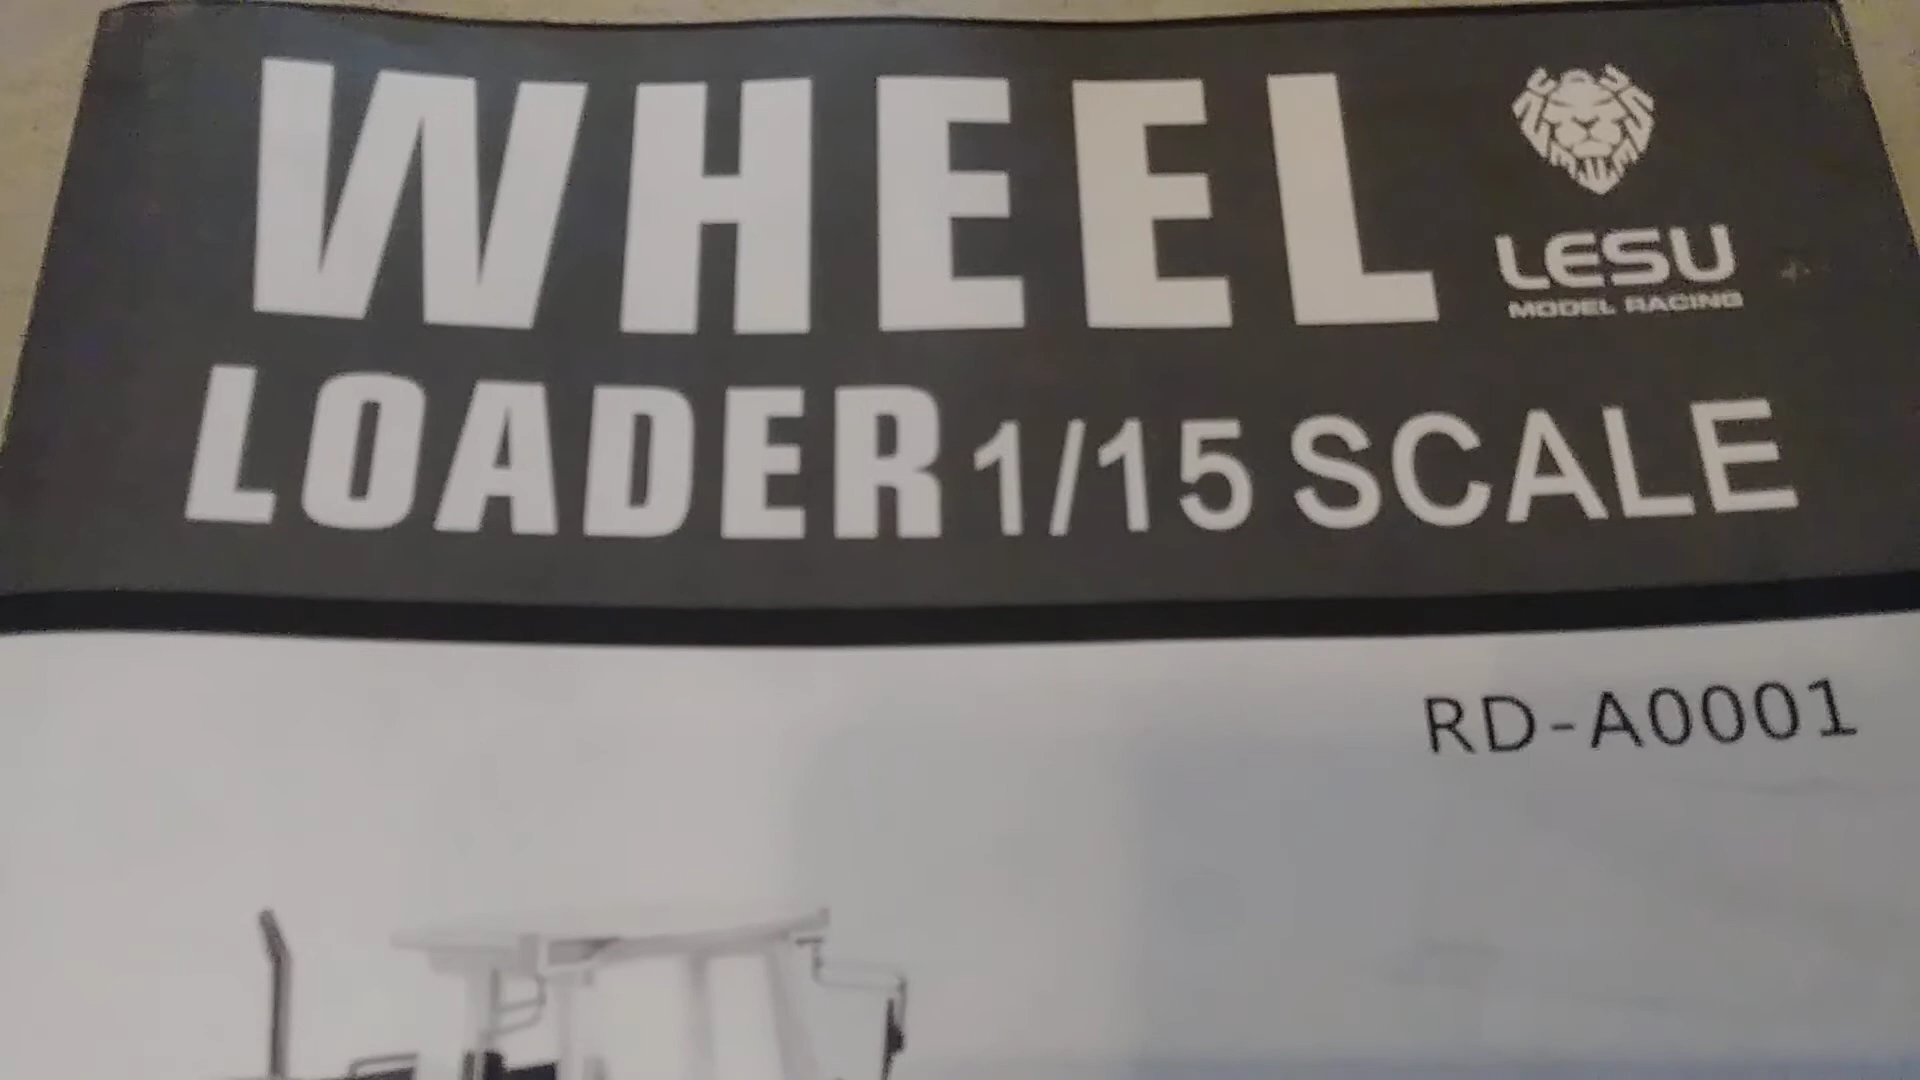 WHEEL
LESU
MODEL RACING
LOADER 1/15 SCALE
RD-A0001